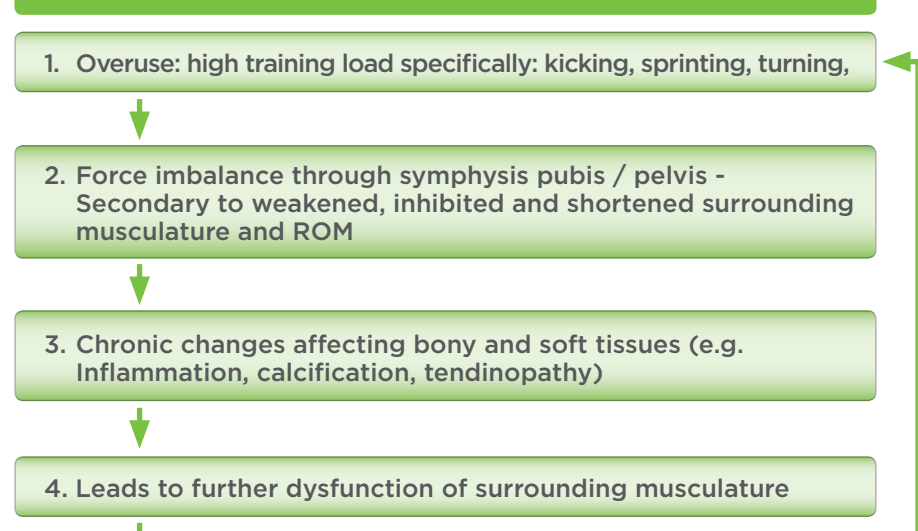 1. Overuse: high training load specifically: kicking, sprinting, turning,
2. Force imbalance through symphysis pubis / pelvis -
Secondary to weakened, inhibited and shortened surrounding
musculature and ROM
3. Chronic changes affecting bony and soft tissues (e.g.
Inflammation, calcification, tendinopathy)
4. Leads to further dysfunction of surrounding musculature